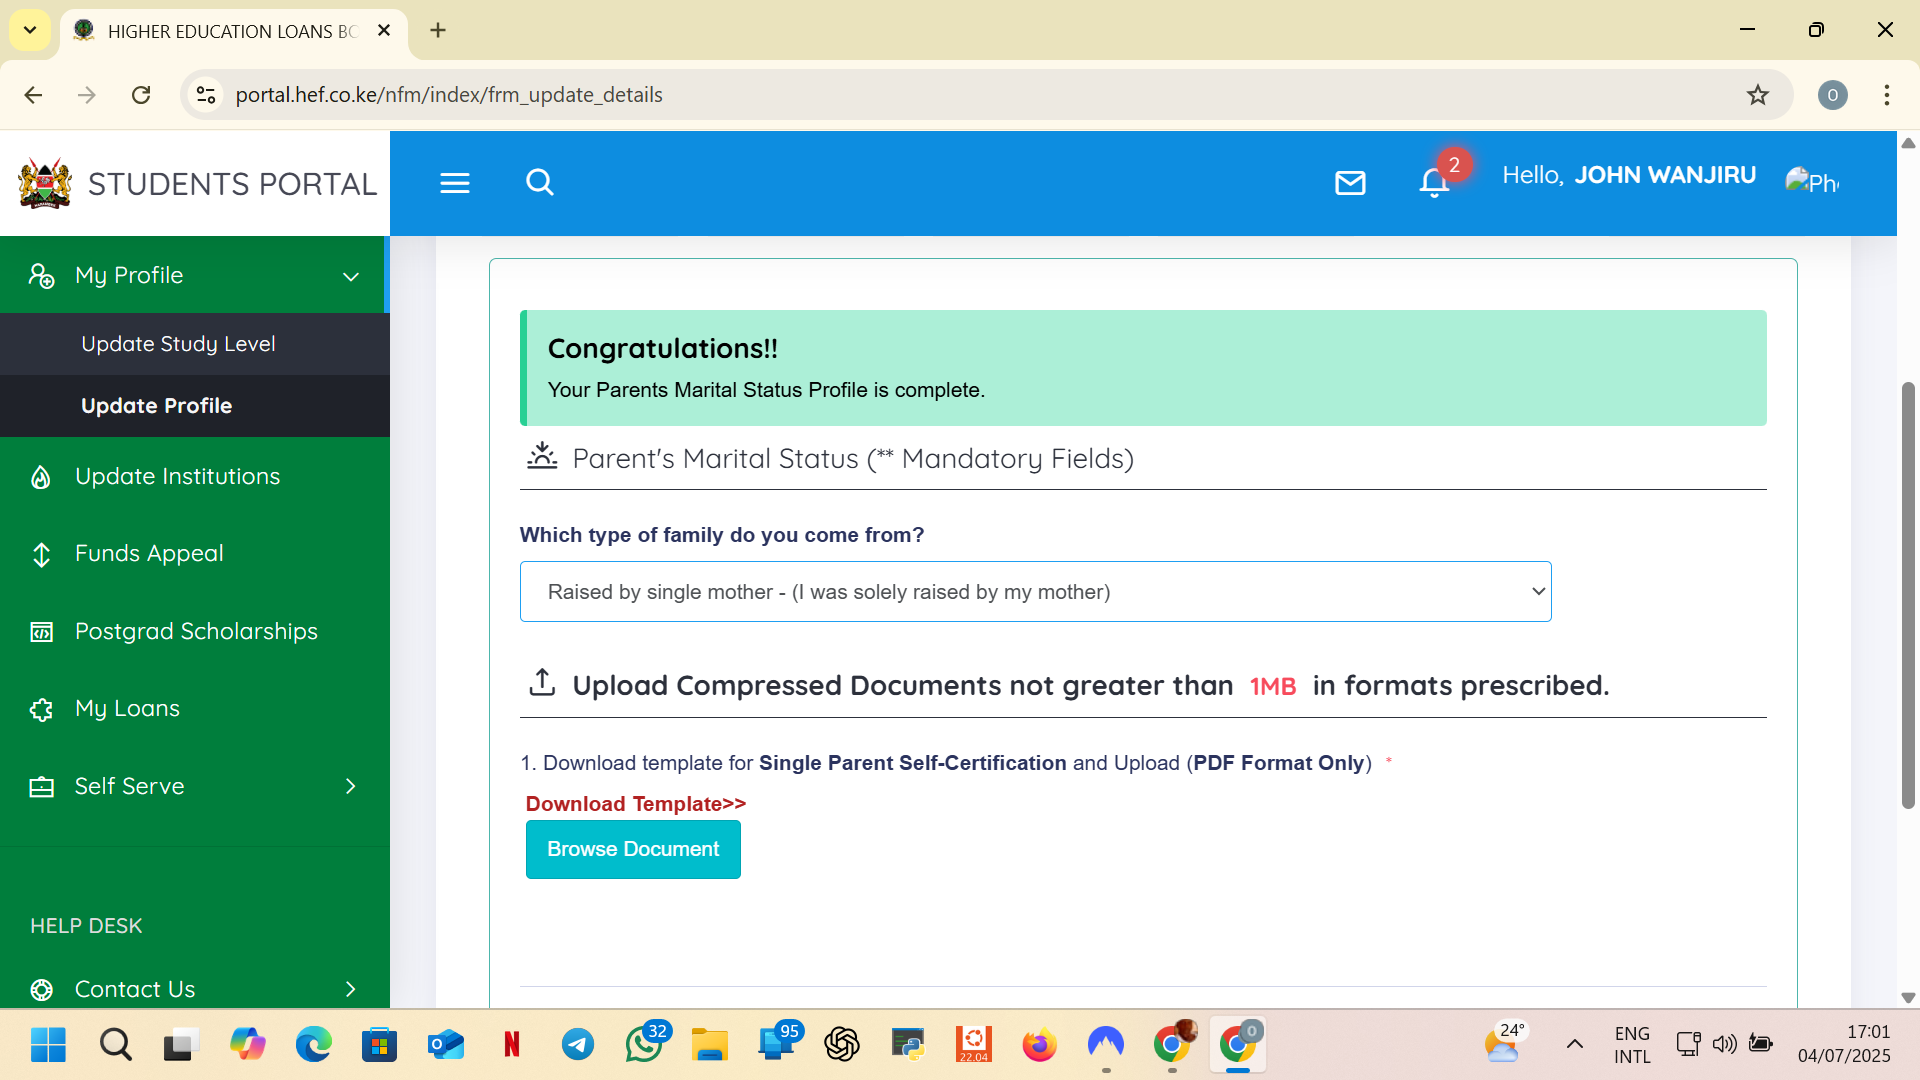 HIGHER EDUCATION LOANS BO
portal.hef.co.ke/nfm/index/frm_update_details
O
STUDENTS PORTAL
2
Hello, JOHN WANJIRU
Pho
My Profile
Update Study Level
Update Profile
Update Institutions
Funds Appeal
Postgrad Scholarships
My Loans
Self Serve
HELP DESK
Contact Us
Congratulations!!
Your Parents Marital Status Profile is complete.
Parent's Marital Status (** Mandatory Fields)
Which type of family do you come from?
Raised by single mother - (I was solely raised by my mother)
Upload Compressed Documents not greater than 1MB in formats prescribed.
1. Download template for Single Parent Self-Certification and Upload (PDF Format Only) *
Download Template>>
Browse Document
N
32
95
22.04
O
24°
ENG
INTL
17:01
04/07/2025